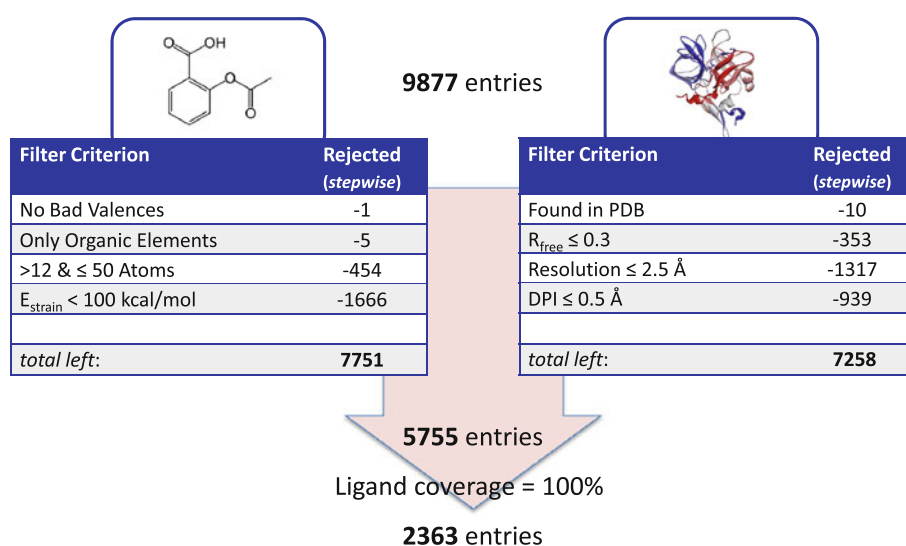 O
OH
O
O
9877 entries
Filter Criterion Rejected
(stepwise)
No Bad Valences -1
Only Organic Elements -5
>12 & ≤ 50 Atoms -454
Estrain < 100 kcal/mol -1666
total left: 7751
Filter Criterion Rejected
(stepwise)
Found in PDB -10
Rfree ≤ 0.3 -353
Resolution ≤ 2.5 Å -1317
DPI ≤ 0.5 Å -939
total left: 7258
5755 entries
Ligand coverage = 100%
2363 entries